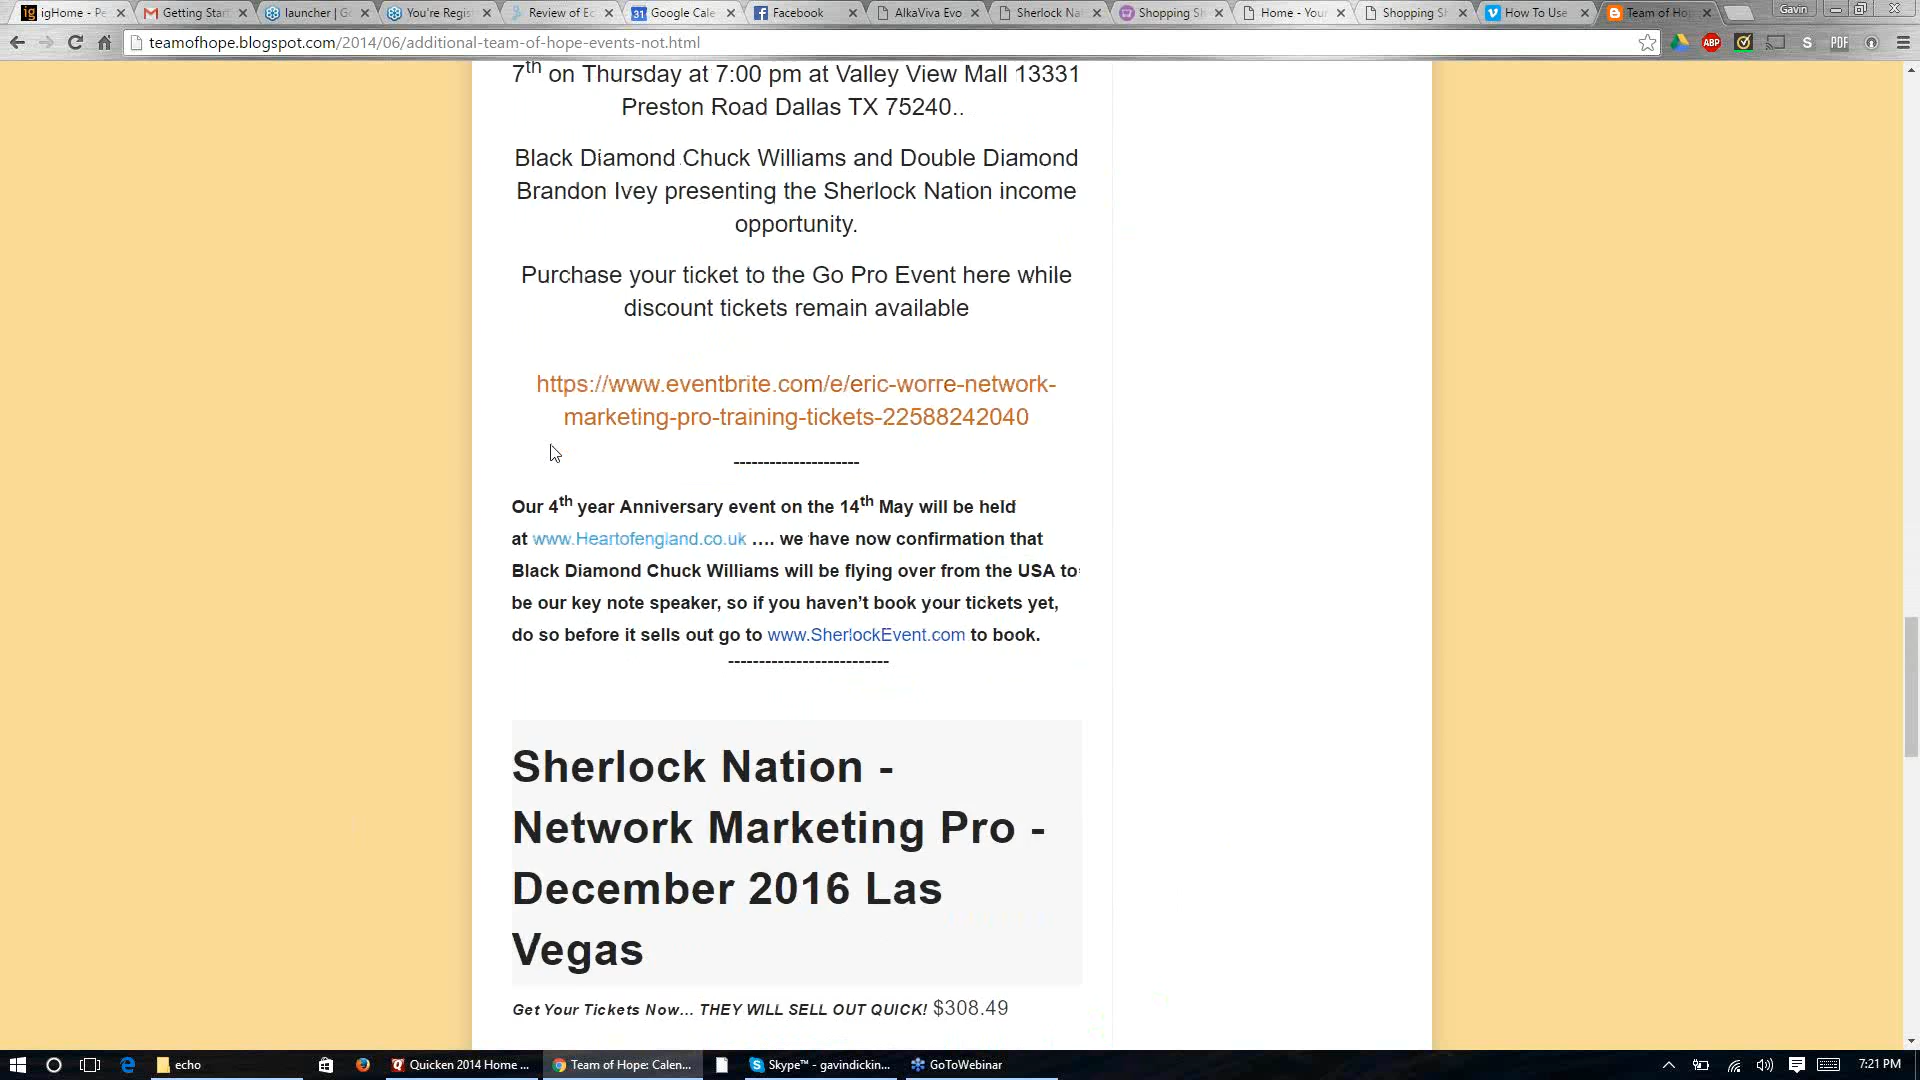 igHome - Pe
Getting Star
launcher | G
You're Regis
Review of Ec
Google Cale
Facebook
AlkaViva Evo
Sherlock Na
Shopping S
Home - Your
Shopping S
How To Use
Team of Ho
Gavin
teamofhope.blogspot.com/2014/06/additional-team-of-hope-events-not.html
ABP
S
PDF
7th on Thursday at 7:00 pm at Valley View Mall 13331
Preston Road Dallas TX 75240..
Black Diamond Chuck Williams and Double Diamond
Brandon Ivey presenting the Sherlock Nation income
opportunity.
Purchase your ticket to the Go Pro Event here while
discount tickets remain available
https://www.eventbrite.com/e/eric-worre-network-
marketing-pro-training-tickets-22588242040
---------------------
Our 4th year Anniversary event on the 14th May will be held
at www.Heartofengland.co.uk …. we have now confirmation that
Black Diamond Chuck Williams will be flying over from the USA to
be our key note speaker, so if you haven’t book your tickets yet,
do so before it sells out go to www.SherlockEvent.com to book.
--------------------------
Sherlock Nation -
Network Marketing Pro -
December 2016 Las
Vegas
Get Your Tickets Now... THEY WILL SELL OUT QUICK! $308.49
echo
Quicken 2014 Home ...
Team of Hope: Calen...
Skype™ - gavindickin...
GoToWebinar
7:21 PM